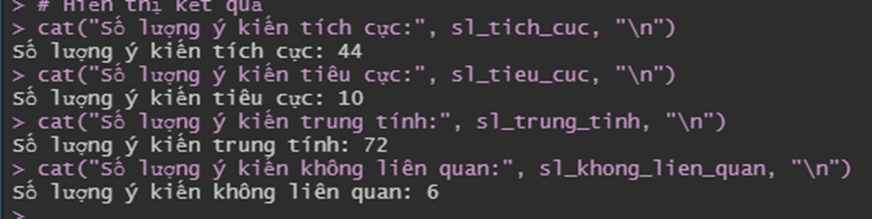 > # Hiển thị kết quả
> cat("Số lượng ý kiến tích cực:", sl_tich_cuc, "\n")
Số lượng ý kiến tích cực: 44
> cat("Số lượng ý kiến tiêu cực:", sl_tieu_cuc, "\n")
Số lượng ý kiến tiêu cực: 10
> cat("Số lượng ý kiến trung tính:", sl_trung_tinh, "\n")
Số lượng ý kiến trung tính: 72
> cat("Số lượng ý kiến không liên quan:", sl_khong_lien_quan, "\n")
Số lượng ý kiến không liên quan: 6
>